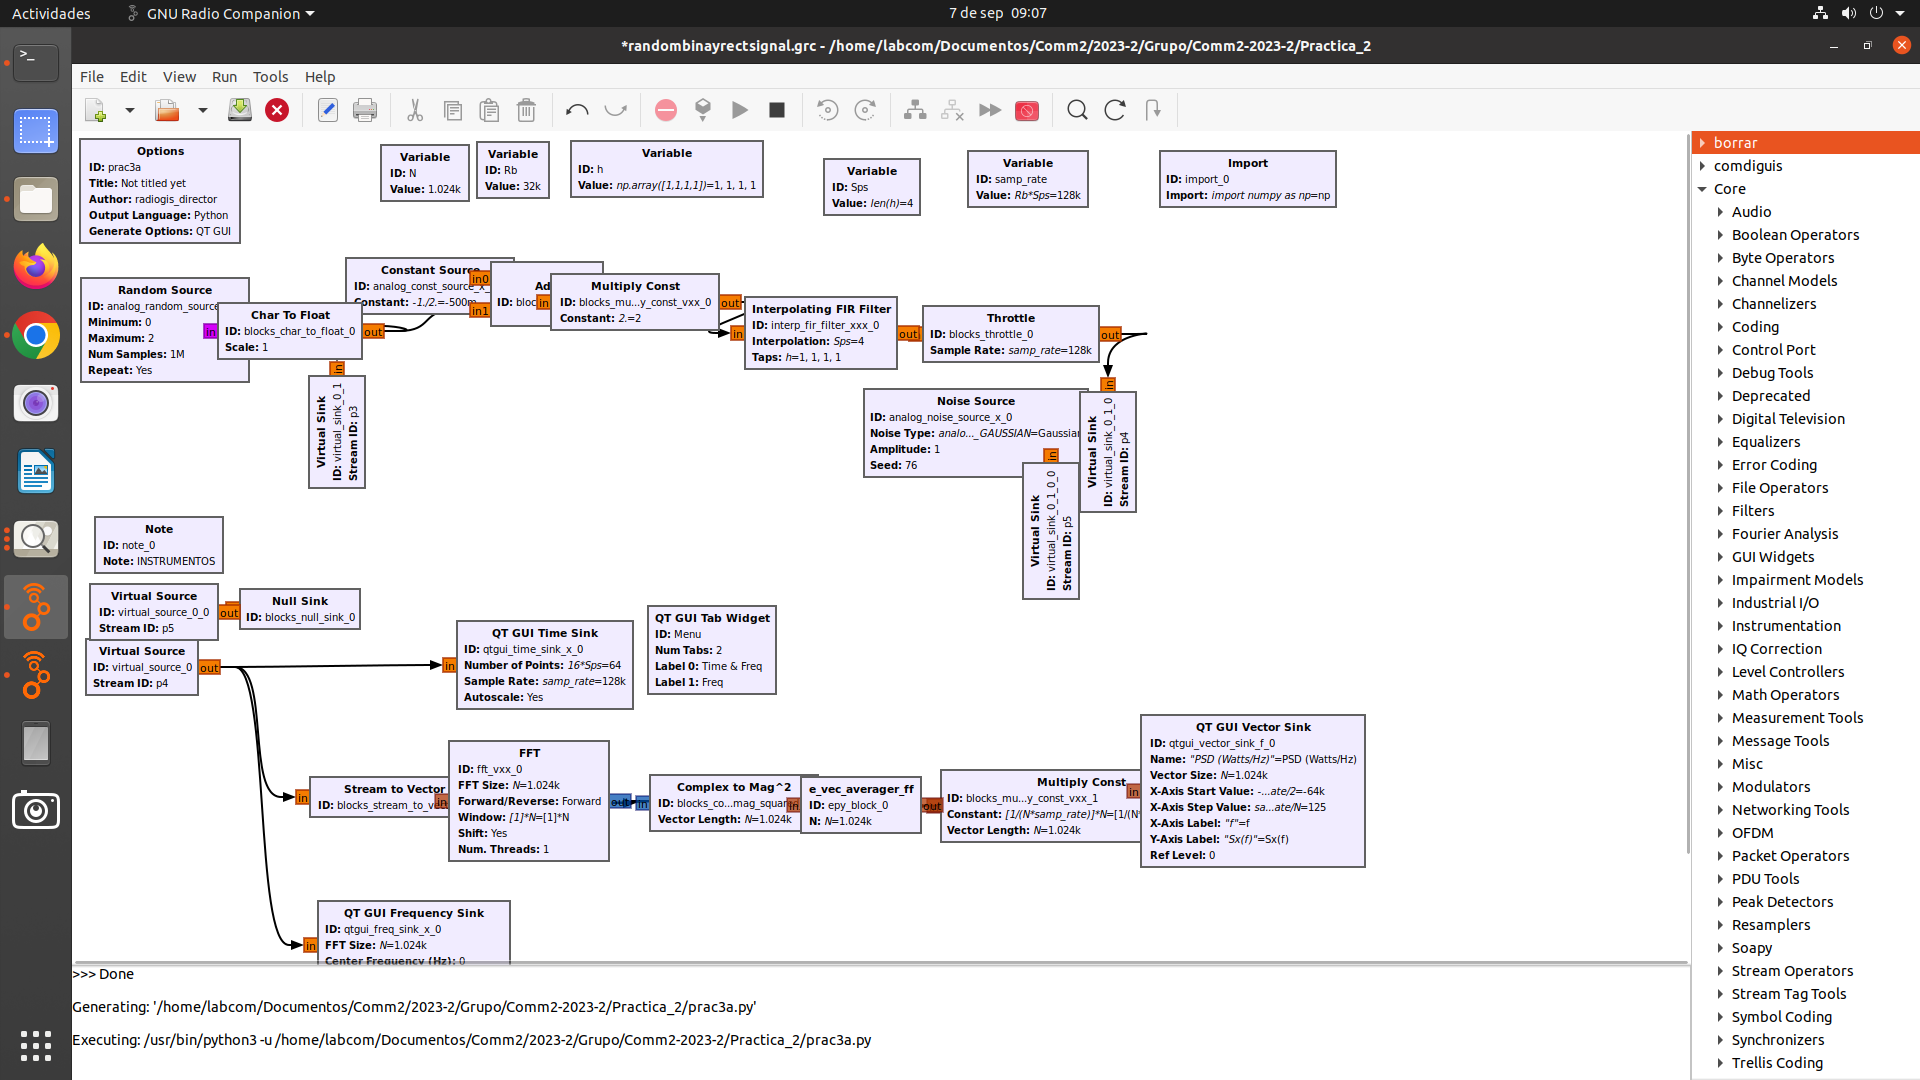 Actividades
GNU Radio Companion
7 de sep 09:07
*randombinayrectsignal.grc - /home/labcom/Documentos/Comm2/2023-2/Grupo/Comm2-2023-2/Practica_2
File Edit View Run Tools Help
Options
ID: prac3a
Title: Not titled yet
Author: radiogis_director
Output Language: Python
Generate Options: QT GUI
Variable
ID: N
Value: 1.024k
Variable
ID: Rb
Value: 32k
Variable
ID: h
Value: np.array([1,1,1,1])=1, 1, 1, 1
Variable
ID: Sps
Value: len(h)=4
Variable
ID: samp_rate
Value: Rb*Sps=128k
Import
ID: import_0
Import: import numpy as np=np
Random Source
ID: analog_random_source
Minimum: 0
Maximum: 2
Num Samples: 1M
Repeat: Yes
in
Char To Float
ID: blocks_char_to_float_0
Scale: 1
out
Constant Source
ID: analog_const_source_x_
Constant: -1./2.=-500m
in0
in1
Ad
ID: bloc
in
Multiply Const
ID: blocks_mu...y_const_vxx_0
Constant: 2.=2
out
in
Interpolating FIR Filter
ID: interp_fir_filter_xxx_0
Interpolation: Sps=4
Taps: h=1, 1, 1, 1
out
Throttle
ID: blocks_throttle_0
Sample Rate: samp_rate=128k
out
in
Virtual Sink
ID: virtual_sink_0_1
Stream ID: p3
Noise Source
ID: analog_noise_source_x_0
Noise Type: analo..._GAUSSIAN=Gaussian
Amplitude: 1
Seed: 76
in
Virtual Sink
ID: virtual_sink_0_1_0
Stream ID: p4
in
Virtual Sink
ID: virtual_sink_0_1_0_0
Stream ID: p5
Note
ID: note_0
Note: INSTRUMENTOS
Virtual Source
ID: virtual_source_0_0
Stream ID: p5
out
Null Sink
ID: blocks_null_sink_0
Virtual Source
ID: virtual_source_0
Stream ID: p4
out
in
QT GUI Time Sink
ID: qtgui_time_sink_x_0
Number of Points: 16*Sps=64
Sample Rate: samp_rate=128k
Autoscale: Yes
QT GUI Tab Widget
ID: Menu
Num Tabs: 2
Label 0: Time & Freq
Label 1: Freq
in
Stream to Vector
ID: blocks_stream_to_ve
in
FFT
ID: fft_vxx_0
FFT Size: N=1.024k
Forward/Reverse: Forward
Window: [1]*N=[1]*N
Shift: Yes
Num. Threads: 1
out
in
Complex to Mag^2
ID: blocks_co...mag_squar
Vector Length: N=1.024k
in
e_vec_averager_ff
ID: epy_block_0
N: N=1.024k
out
Multiply Const
ID: blocks_mu...y_const_vxx_1
Constant: [1/(N*samp_rate)]*N=[1/(N*
Vector Length: N=1.024k
in
QT GUI Vector Sink
ID: qtgui_vector_sink_f_0
Name: "PSD (Watts/Hz)"=PSD (Watts/Hz)
Vector Size: N=1.024k
X-Axis Start Value: -...ate/2=-64k
X-Axis Step Value: sa...ate/N=125
X-Axis Label: "f"=f
Y-Axis Label: "Sx(f)"=Sx(f)
Ref Level: 0
in
QT GUI Frequency Sink
ID: qtgui_freq_sink_x_0
FFT Size: N=1.024k
Center Frequency (Hz): 0
borrar
comdiguis
Core
Audio
Boolean Operators
Byte Operators
Channel Models
Channelizers
Coding
Control Port
Debug Tools
Deprecated
Digital Television
Equalizers
Error Coding
File Operators
Filters
Fourier Analysis
GUI Widgets
Impairment Models
Industrial I/O
Instrumentation
IQ Correction
Level Controllers
Math Operators
Measurement Tools
Message Tools
Misc
Modulators
Networking Tools
OFDM
Packet Operators
PDU Tools
Peak Detectors
Resamplers
Soapy
Stream Operators
Stream Tag Tools
Symbol Coding
Synchronizers
Trellis Coding
>>> Done
Generating: '/home/labcom/Documentos/Comm2/2023-2/Grupo/Comm2-2023-2/Practica_2/prac3a.py'
Executing: /usr/bin/python3 -u /home/labcom/Documentos/Comm2/2023-2/Grupo/Comm2-2023-2/Practica_2/prac3a.py